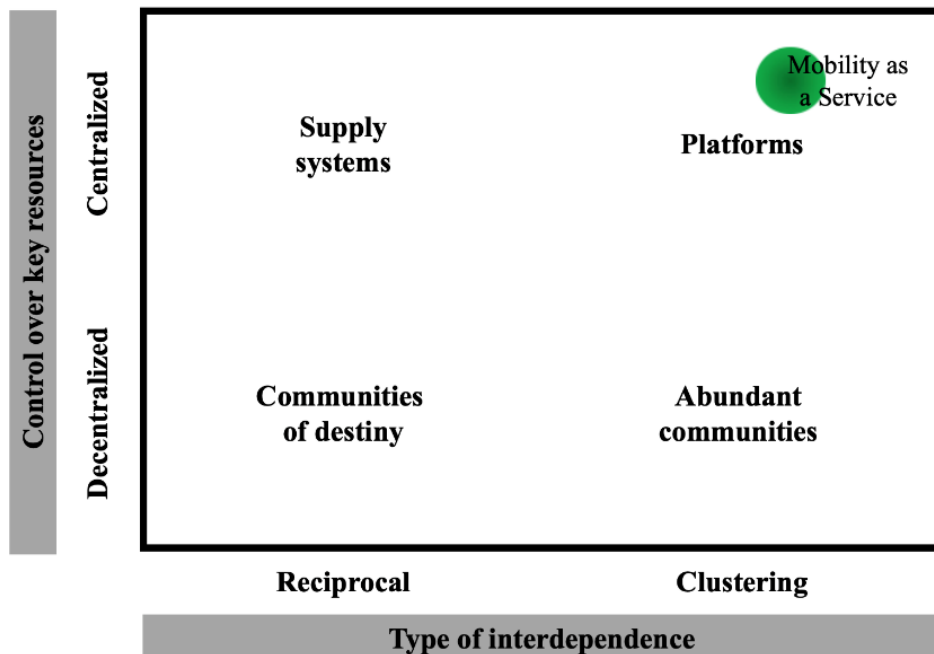 Control over key resources
Centralized
Decentralized
Mobility as
a Service
Supply
systems
Platforms
Communities
of destiny
Abundant
communities
Reciprocal
Clustering
Type of interdependence